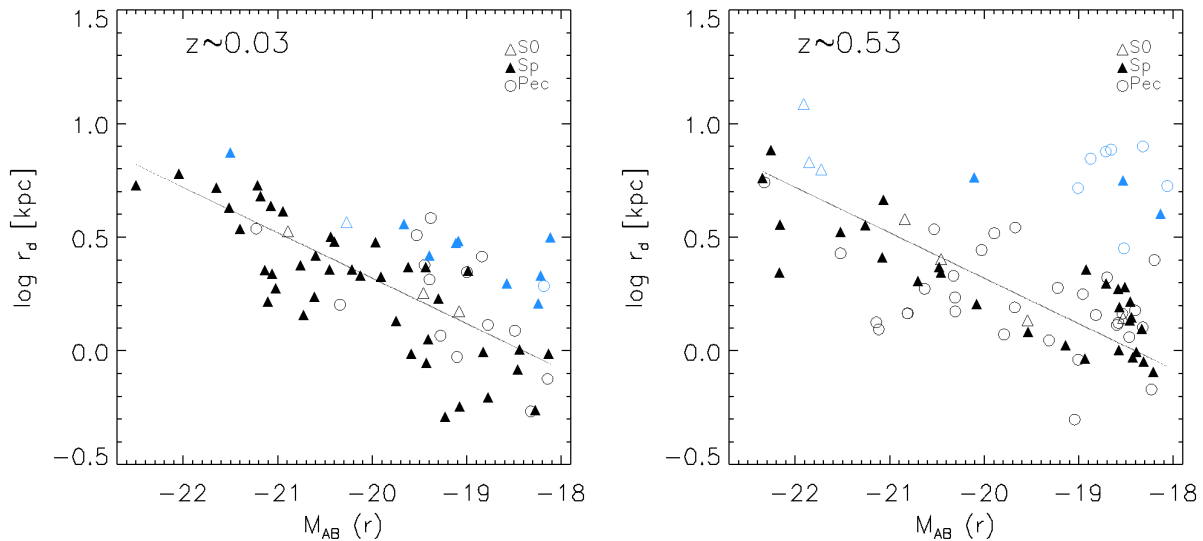 z~0.03
△ S0
▲ Sp
○ Pec
1.5
1.0
0.5
0.0
−0.5
log r_d [kpc]
−22 −21 −20 −19 −18
M_AB (r)
z~0.53
△ S0
▲ Sp
○ Pec
1.5
1.0
0.5
0.0
−0.5
log r_d [kpc]
−22 −21 −20 −19 −18
M_AB (r)